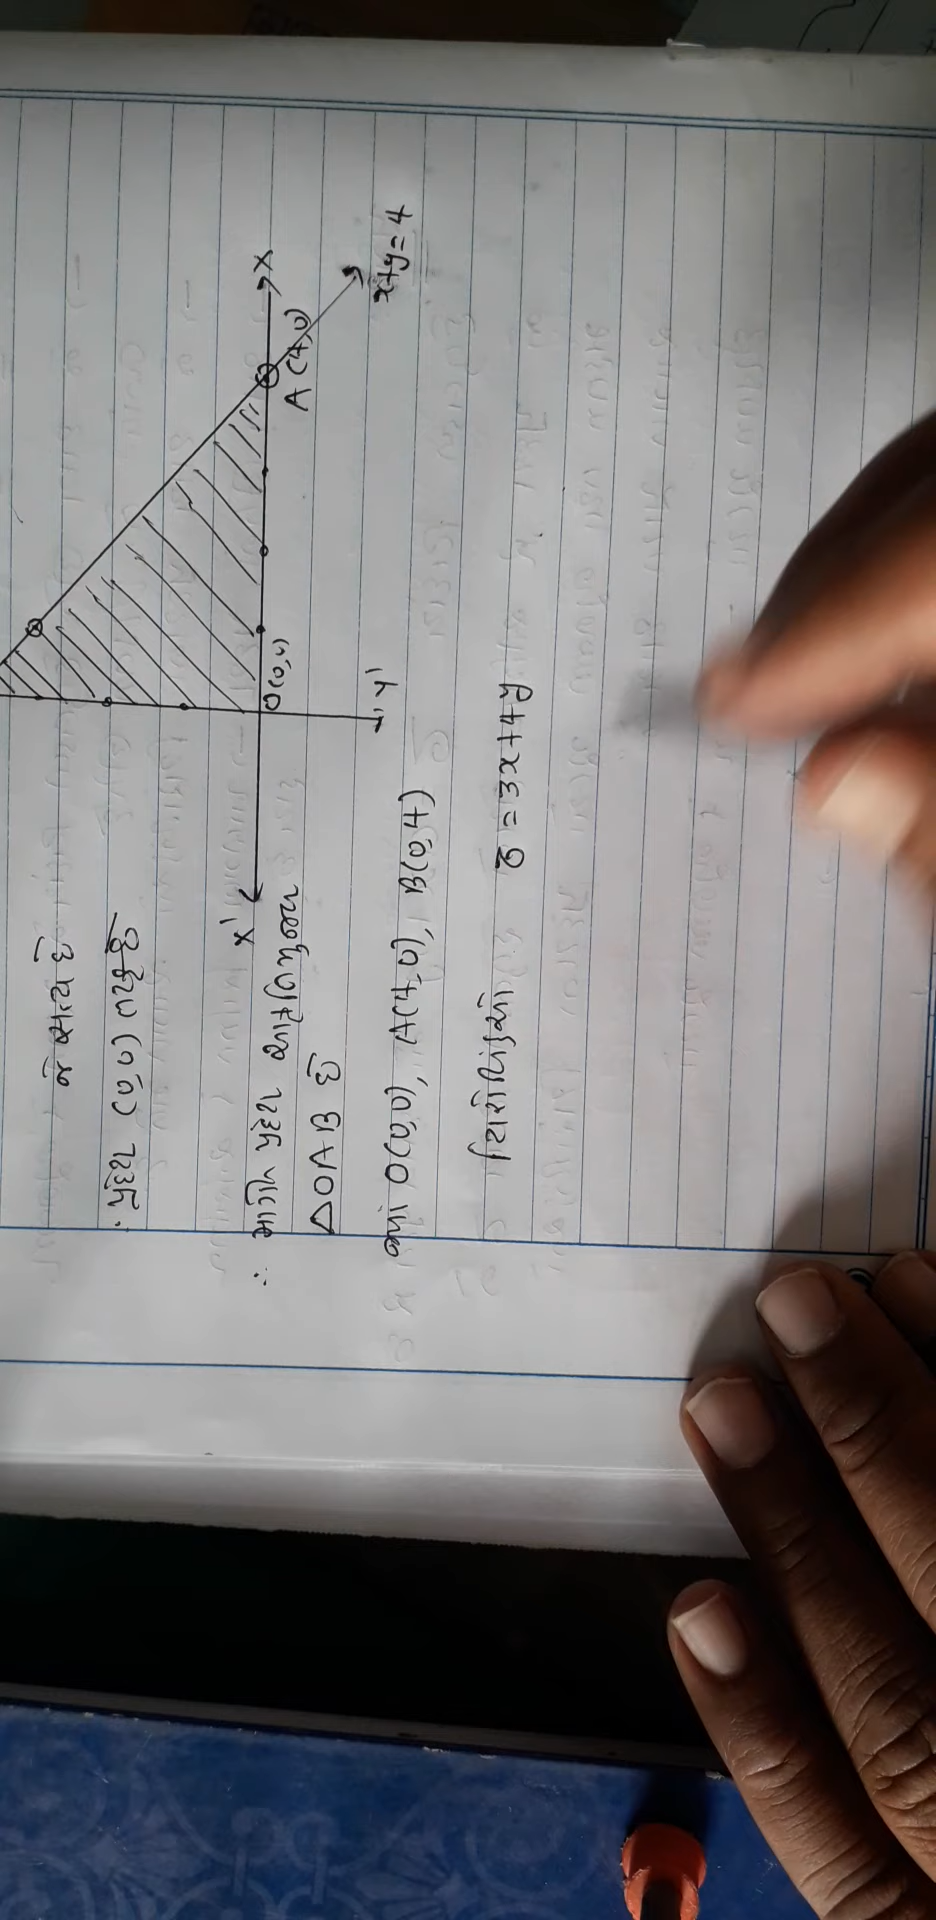 જે સત્ય છે
∴ પ્રદેશ (0,0) તરફ છે
X' X
O(0,0)
A (4,0)
Y'
x+y=4
∴ માંગેલ પ્રદેશ શક્ય ઉકેલ
△OAB છે
જ્યાં O(0,0), A(4,0), B(0,4)
શિરોબિંદુઓ Z = 3x+4y